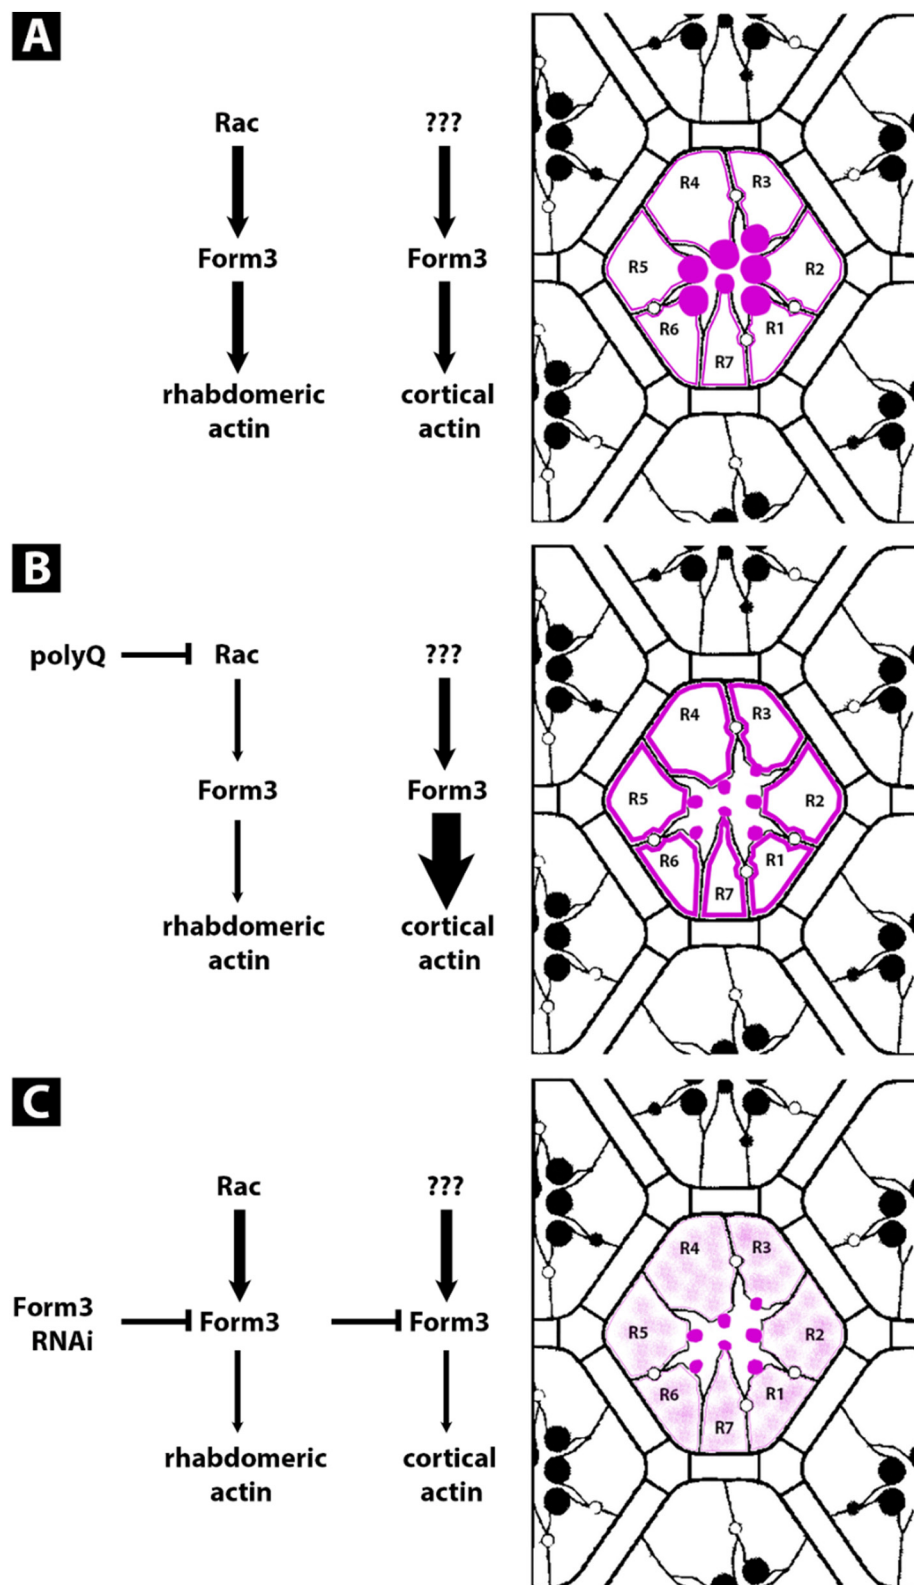 A
Rac ???
Form3 Form3
rhabdomeric cortical
actin actin
R4 R3
R5 R2
R6 R1
R7
B
polyQ Rac ???
Form3 Form3
rhabdomeric cortical
actin actin
R4 R3
R5 R2
R6 R1
R7
C
Rac ???
Form3
RNAi
Form3 Form3
rhabdomeric cortical
actin actin
R4 R3
R5 R2
R6 R1
R7